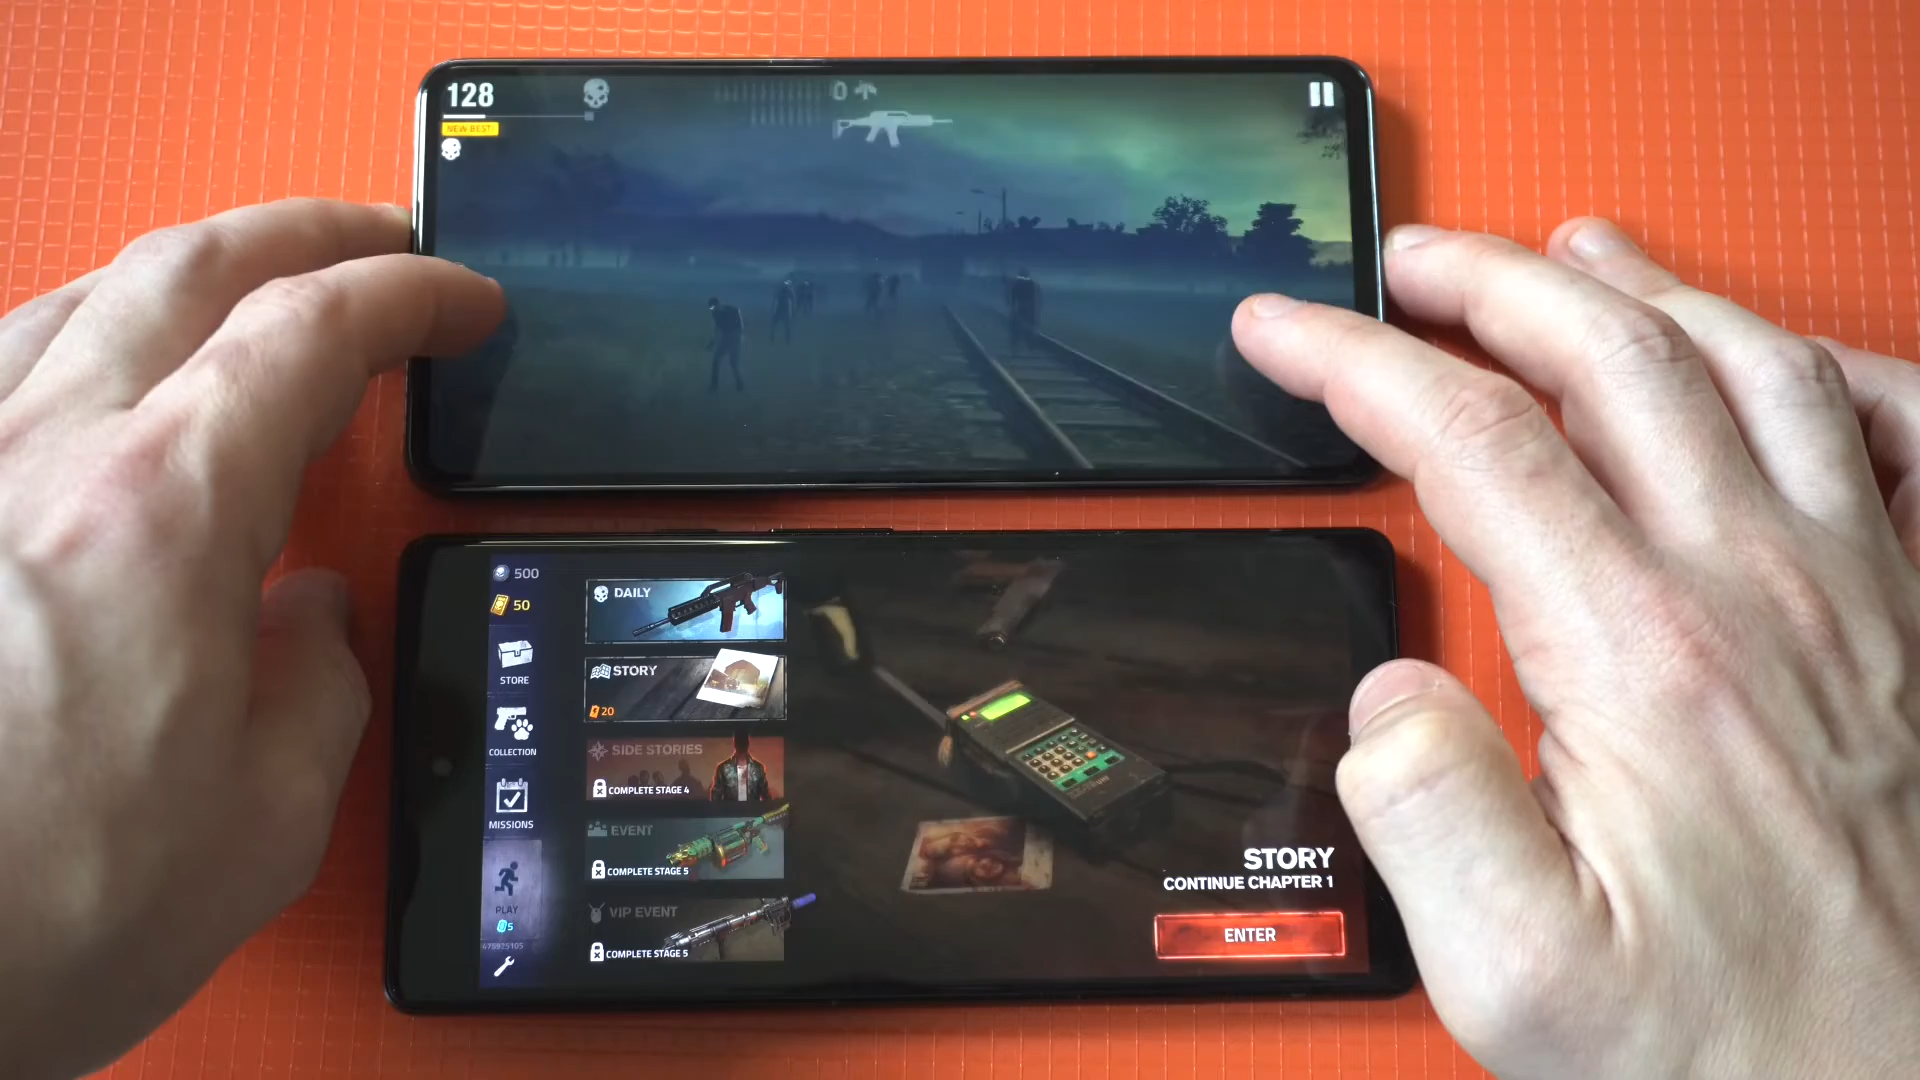 128
0
NEW BEST!
500
50
STORE
COLLECTION
MISSIONS
PLAY
5
475925105
DAILY
STORY
20
SIDE STORIES
COMPLETE STAGE 4
EVENT
COMPLETE STAGE 5
VIP EVENT
COMPLETE STAGE 5
STORY
CONTINUE CHAPTER 1
ENTER